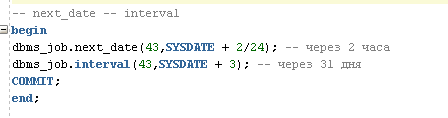 -- next_date -- interval
begin
dbms_job.next_date(43,SYSDATE + 2/24); -- через 2 часа
dbms_job.interval(43,SYSDATE + 3); -- через 31 дня
COMMIT;
end;